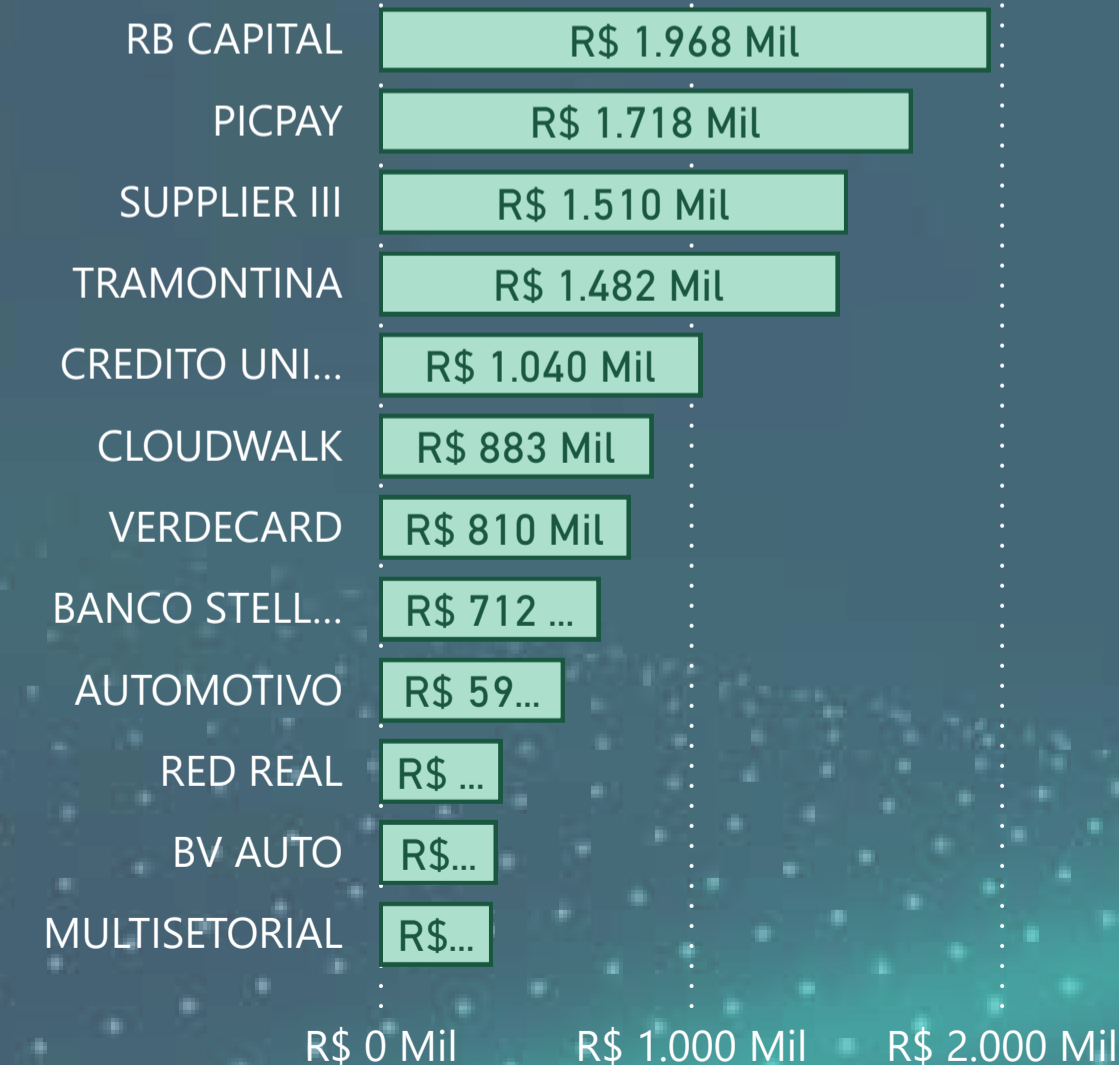 RB CAPITAL R$ 1.968 Mil
PICPAY R$ 1.718 Mil
SUPPLIER III R$ 1.510 Mil
TRAMONTINA R$ 1.482 Mil
CREDITO UNI... R$ 1.040 Mil
CLOUDWALK R$ 883 Mil
VERDECARD R$ 810 Mil
BANCO STELL... R$ 712 ...
AUTOMOTIVO R$ 59...
RED REAL R$ ...
BV AUTO R$...
MULTISETORIAL R$...
R$ 0 Mil R$ 1.000 Mil R$ 2.000 Mil